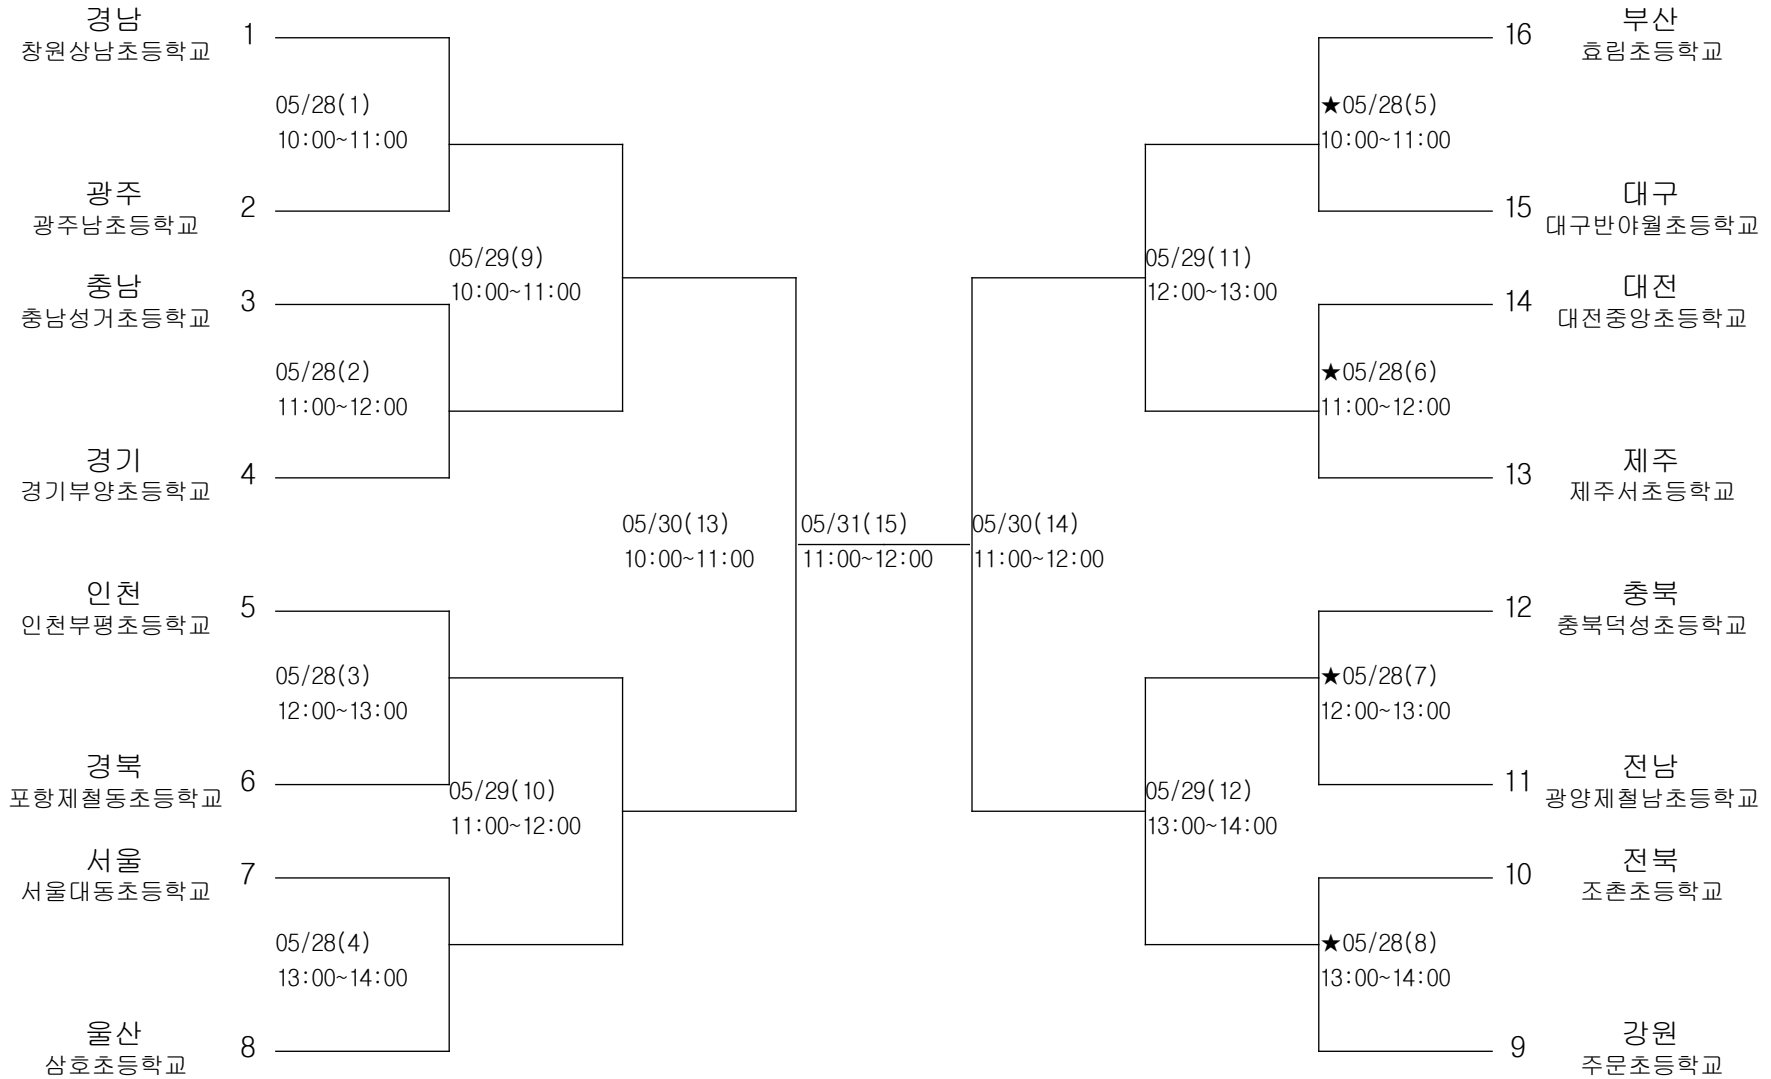 경남
창원상남초등학교
1
05/28(1)
10:00~11:00
광주
광주남초등학교
2
05/29(9)
10:00~11:00
충남
충남성거초등학교
3
05/28(2)
11:00~12:00
경기
경기부양초등학교
4
05/30(13)
10:00~11:00
인천
인천부평초등학교
5
05/28(3)
12:00~13:00
경북
포항제철동초등학교
6
05/29(10)
11:00~12:00
서울
서울대동초등학교
7
05/28(4)
13:00~14:00
울산
삼호초등학교
8
05/31(15)
11:00~12:00
16
부산
효림초등학교
★05/28(5)
10:00~11:00
15
대구
대구반야월초등학교
05/29(11)
12:00~13:00
14
대전
대전중앙초등학교
★05/28(6)
11:00~12:00
13
제주
제주서초등학교
05/30(14)
11:00~12:00
12
충북
충북덕성초등학교
★05/28(7)
12:00~13:00
11
전남
광양제철남초등학교
05/29(12)
13:00~14:00
10
전북
조촌초등학교
★05/28(8)
13:00~14:00
9
강원
주문초등학교